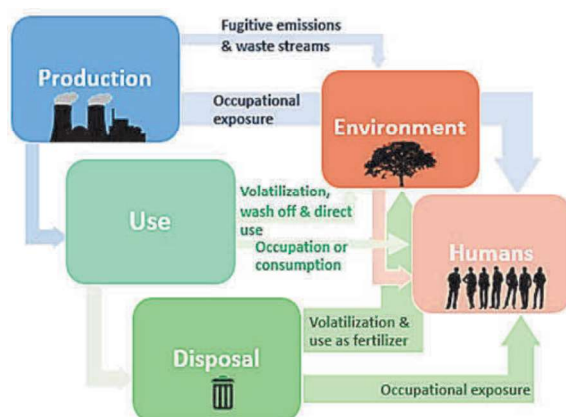 Fugitive emissions
& waste streams
Production
Occupational
exposure
Environment
Volatilization,
wash off & direct
use
Use
Occupation or
consumption
Humans
Volatilization &
use as fertilizer
Disposal
Occupational exposure